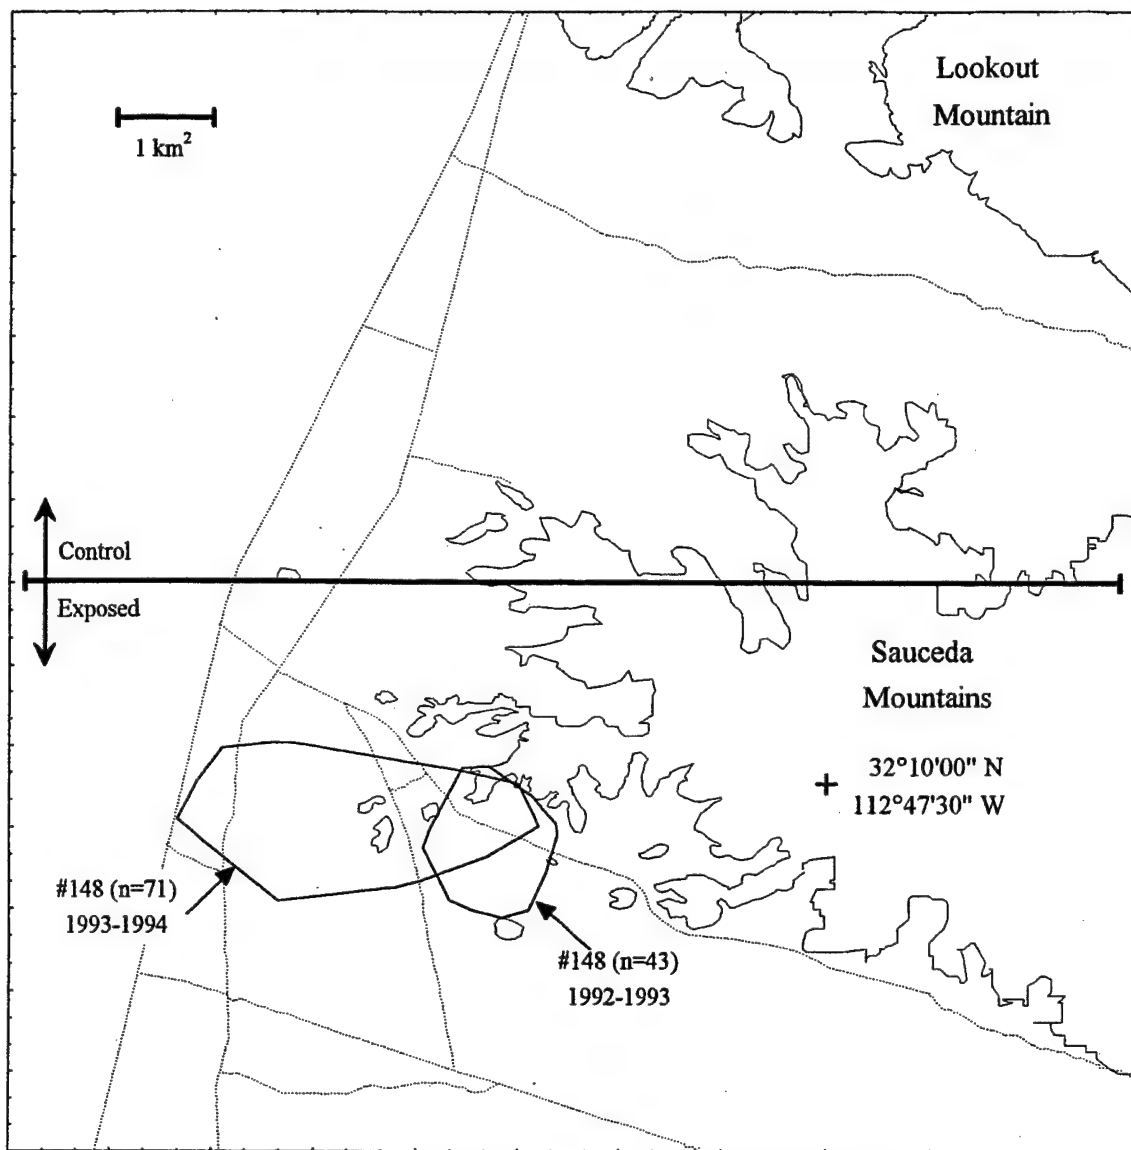 Lookout
Mountain
1 km²
Control
Exposed
Sauceda
Mountains
32°10'00" N
112°47'30" W
#148 (n=71)
1993-1994
#148 (n=43)
1992-1993